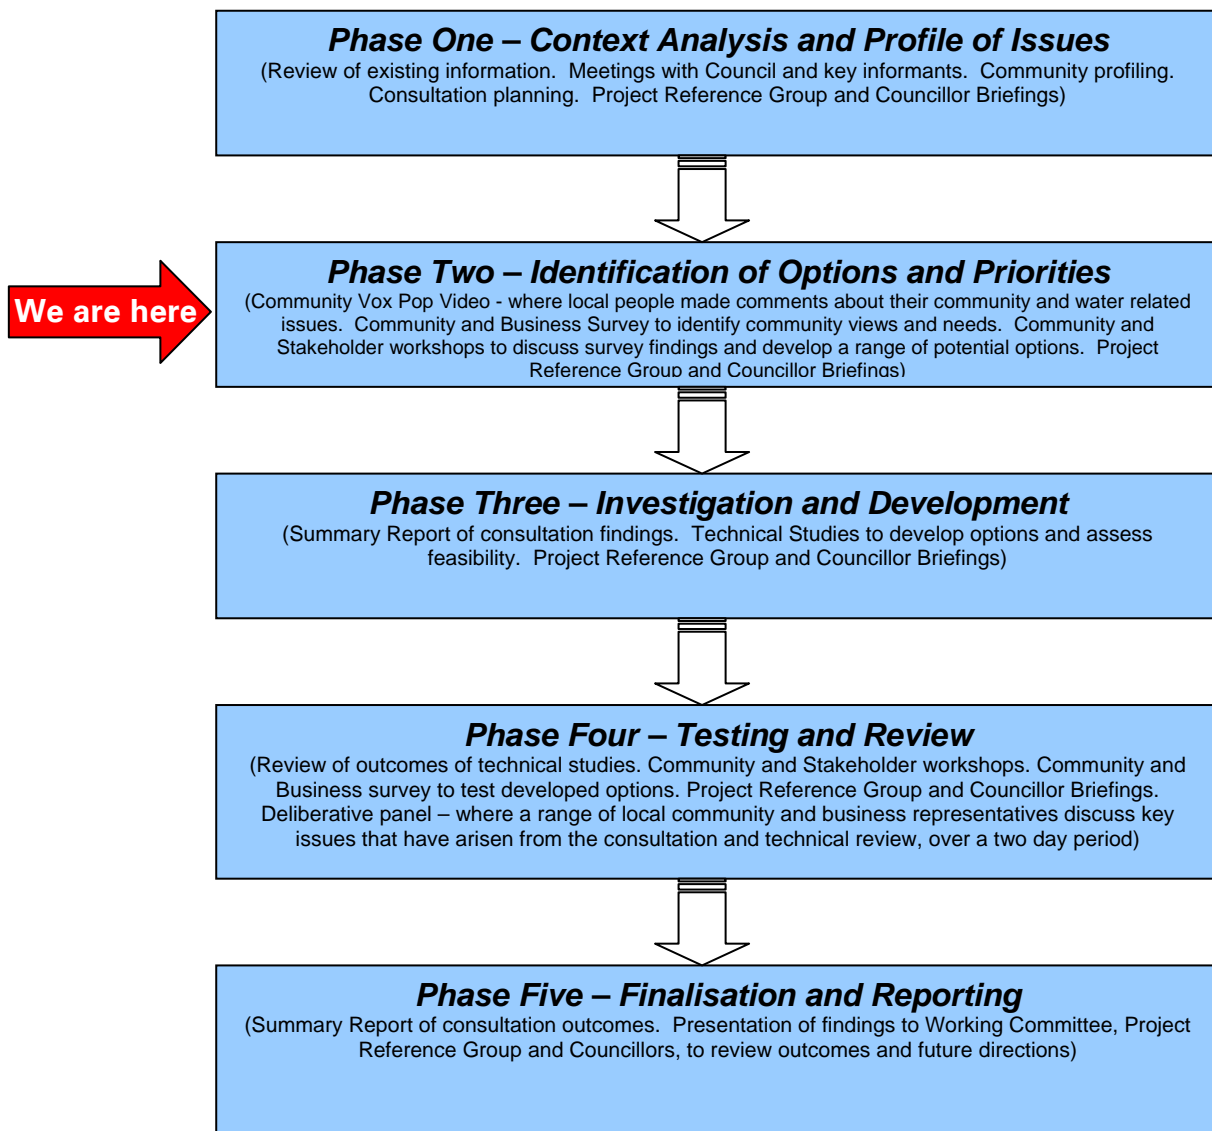 Phase One – Context Analysis and Profile of Issues
(Review of existing information.  Meetings with Council and key informants.  Community profiling.
Consultation planning.  Project Reference Group and Councillor Briefings)
We are here
Phase Two – Identification of Options and Priorities
(Community Vox Pop Video - where local people made comments about their community and water related
issues.  Community and Business Survey to identify community views and needs.  Community and
Stakeholder workshops to discuss survey findings and develop a range of potential options.  Project
Reference Group and Councillor Briefings)
Phase Three – Investigation and Development
(Summary Report of consultation findings.  Technical Studies to develop options and assess
feasibility.  Project Reference Group and Councillor Briefings)
Phase Four – Testing and Review
(Review of outcomes of technical studies. Community and Stakeholder workshops. Community and
Business survey to test developed options. Project Reference Group and Councillor Briefings.
Deliberative panel – where a range of local community and business representatives discuss key
issues that have arisen from the consultation and technical review, over a two day period)
Phase Five – Finalisation and Reporting
(Summary Report of consultation outcomes.  Presentation of findings to Working Committee, Project
Reference Group and Councillors, to review outcomes and future directions)